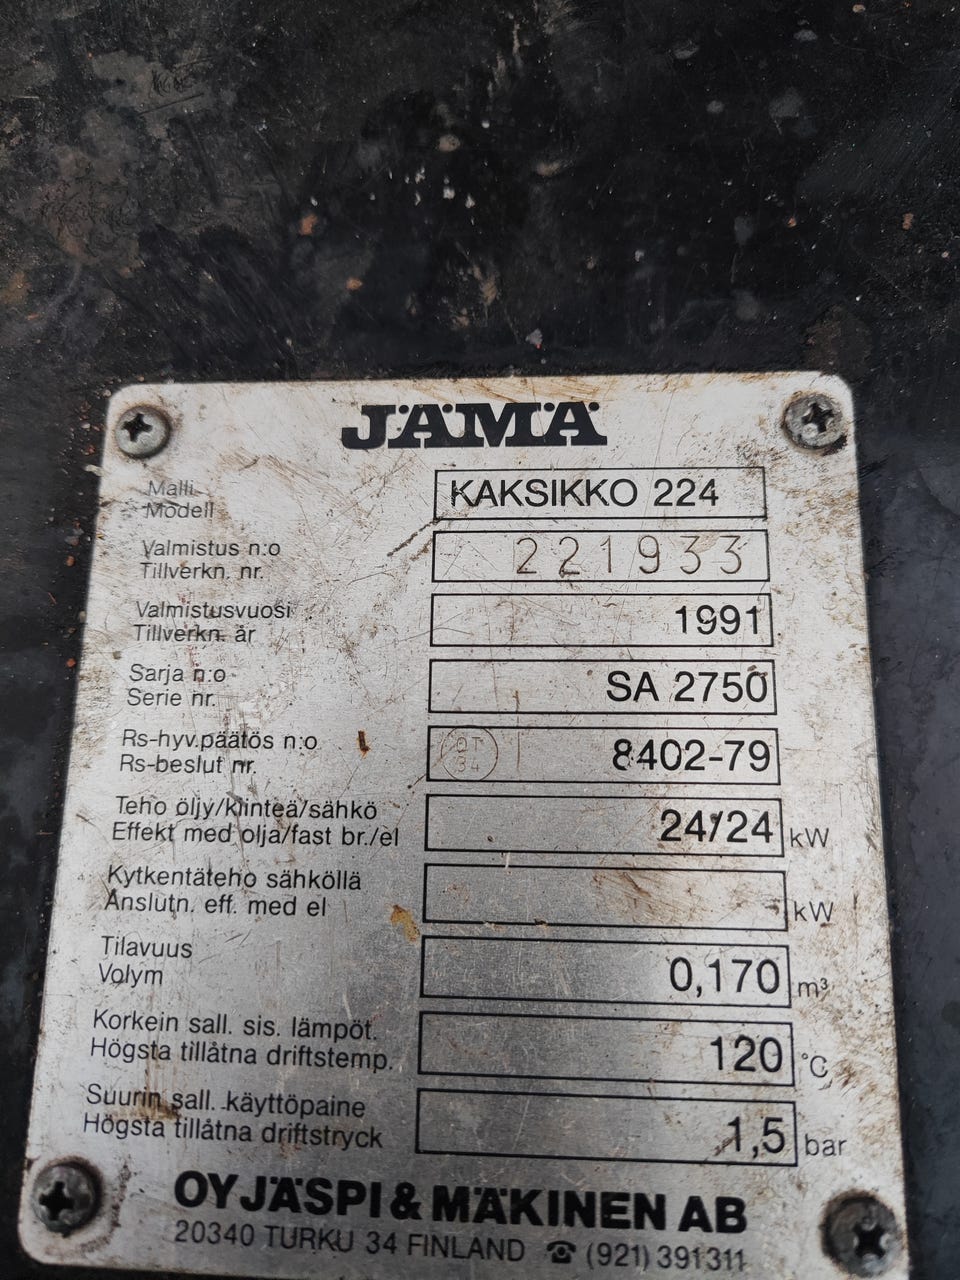 JÄMÄ
Malli
Modell
KAKSIKKO 224
Valmistus n:o
Tillverkn. nr.
221933
Valmistusvuosi
Tillverkn. år
1991
Sarja n:o
Serie nr.
SA 2750
Rs-hyv.päätös n:o
Rs-beslut nr.
OT
34
8402-79
Teho öljy/kiinteä/sähkö
Effekt med olja/fast br./el
24/24 kW
Kytkentäteho sähköllä
Anslutn. eff. med el
kW
Tilavuus
Volym
0,170 m³
Korkein sall. sis. lämpöt.
Högsta tillåtna driftstemp.
120 °C
Suurin sall. käyttöpaine
Högsta tillåtna driftstryck
1,5 bar
OY JÄSPI & MÄKINEN AB
20340 TURKU 34 FINLAND ☎ (921) 391311